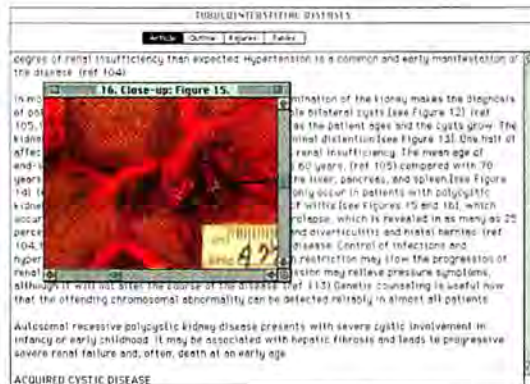 TUBULOINTERSTITIAL DISEASES
Article Outline Figures Tables
degree of renal insufficiency than expected. Hypertension is a common and early manifestation of
the disease. (ref 104)
16. Close-up: Figure 15.
In mo mination of the kidney makes the diagnosis
of pol le bilateral cysts [see Figure 12]. (ref
105,1 as the patient ages and the cysts grow. The
kidne minal distention [see Figure 13]. One half of
affec renal insufficiency. The mean age of
end- 60 years, (ref 105) compared with 70
years the liver, pancreas, and spleen [see Figure
14]. only occur in patients with polycystic
kidne f Willis [see Figures 15 and 16], which
occur rolapse, which is revealed in as many as 25
perce nd diverticulitis and hiatal hernias. (ref
104, disease. Control of infections and
hyper n restriction may slow the progression of
renal ssion may relieve pressure symptoms,
although it will not alter the course of the disease. (ref 113) Genetic counseling is useful now
that the offending chromosomal abnormality can be detected reliably in almost all patients.
Autosomal recessive polycystic kidney disease presents with severe cystic involvement in
infancy or early childhood. It may be associated with hepatic fibrosis and leads to progressive
severe renal failure and, often, death at an early age.
ACQUIRED CYSTIC DISEASE